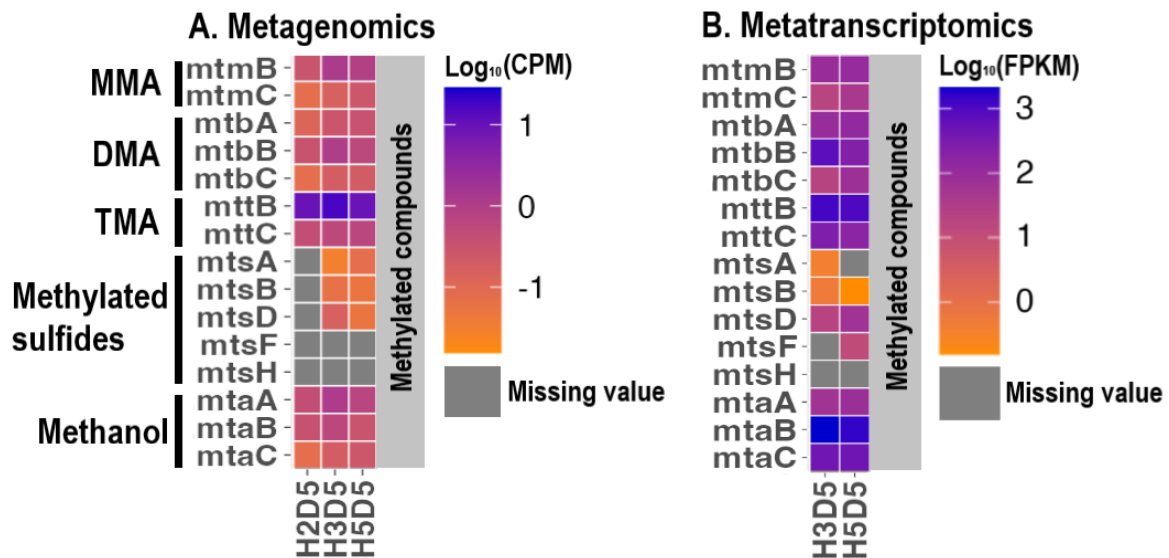 A. Metagenomics
MMA
DMA
TMA
Methylated
sulfides
Methanol
mtmB
mtmC
mtbA
mtbB
mtbC
mttB
mttC
mtsA
mtsB
mtsD
mtsF
mtsH
mtaA
mtaB
mtaC
H2D5
H3D5
H5D5
Methylated compounds
Log₁₀(CPM)
1
0
-1
Missing value
B. Metatranscriptomics
mtmB
mtmC
mtbA
mtbB
mtbC
mttB
mttC
mtsA
mtsB
mtsD
mtsF
mtsH
mtaA
mtaB
mtaC
H3D5
H5D5
Methylated compounds
Log₁₀(FPKM)
3
2
1
0
Missing value